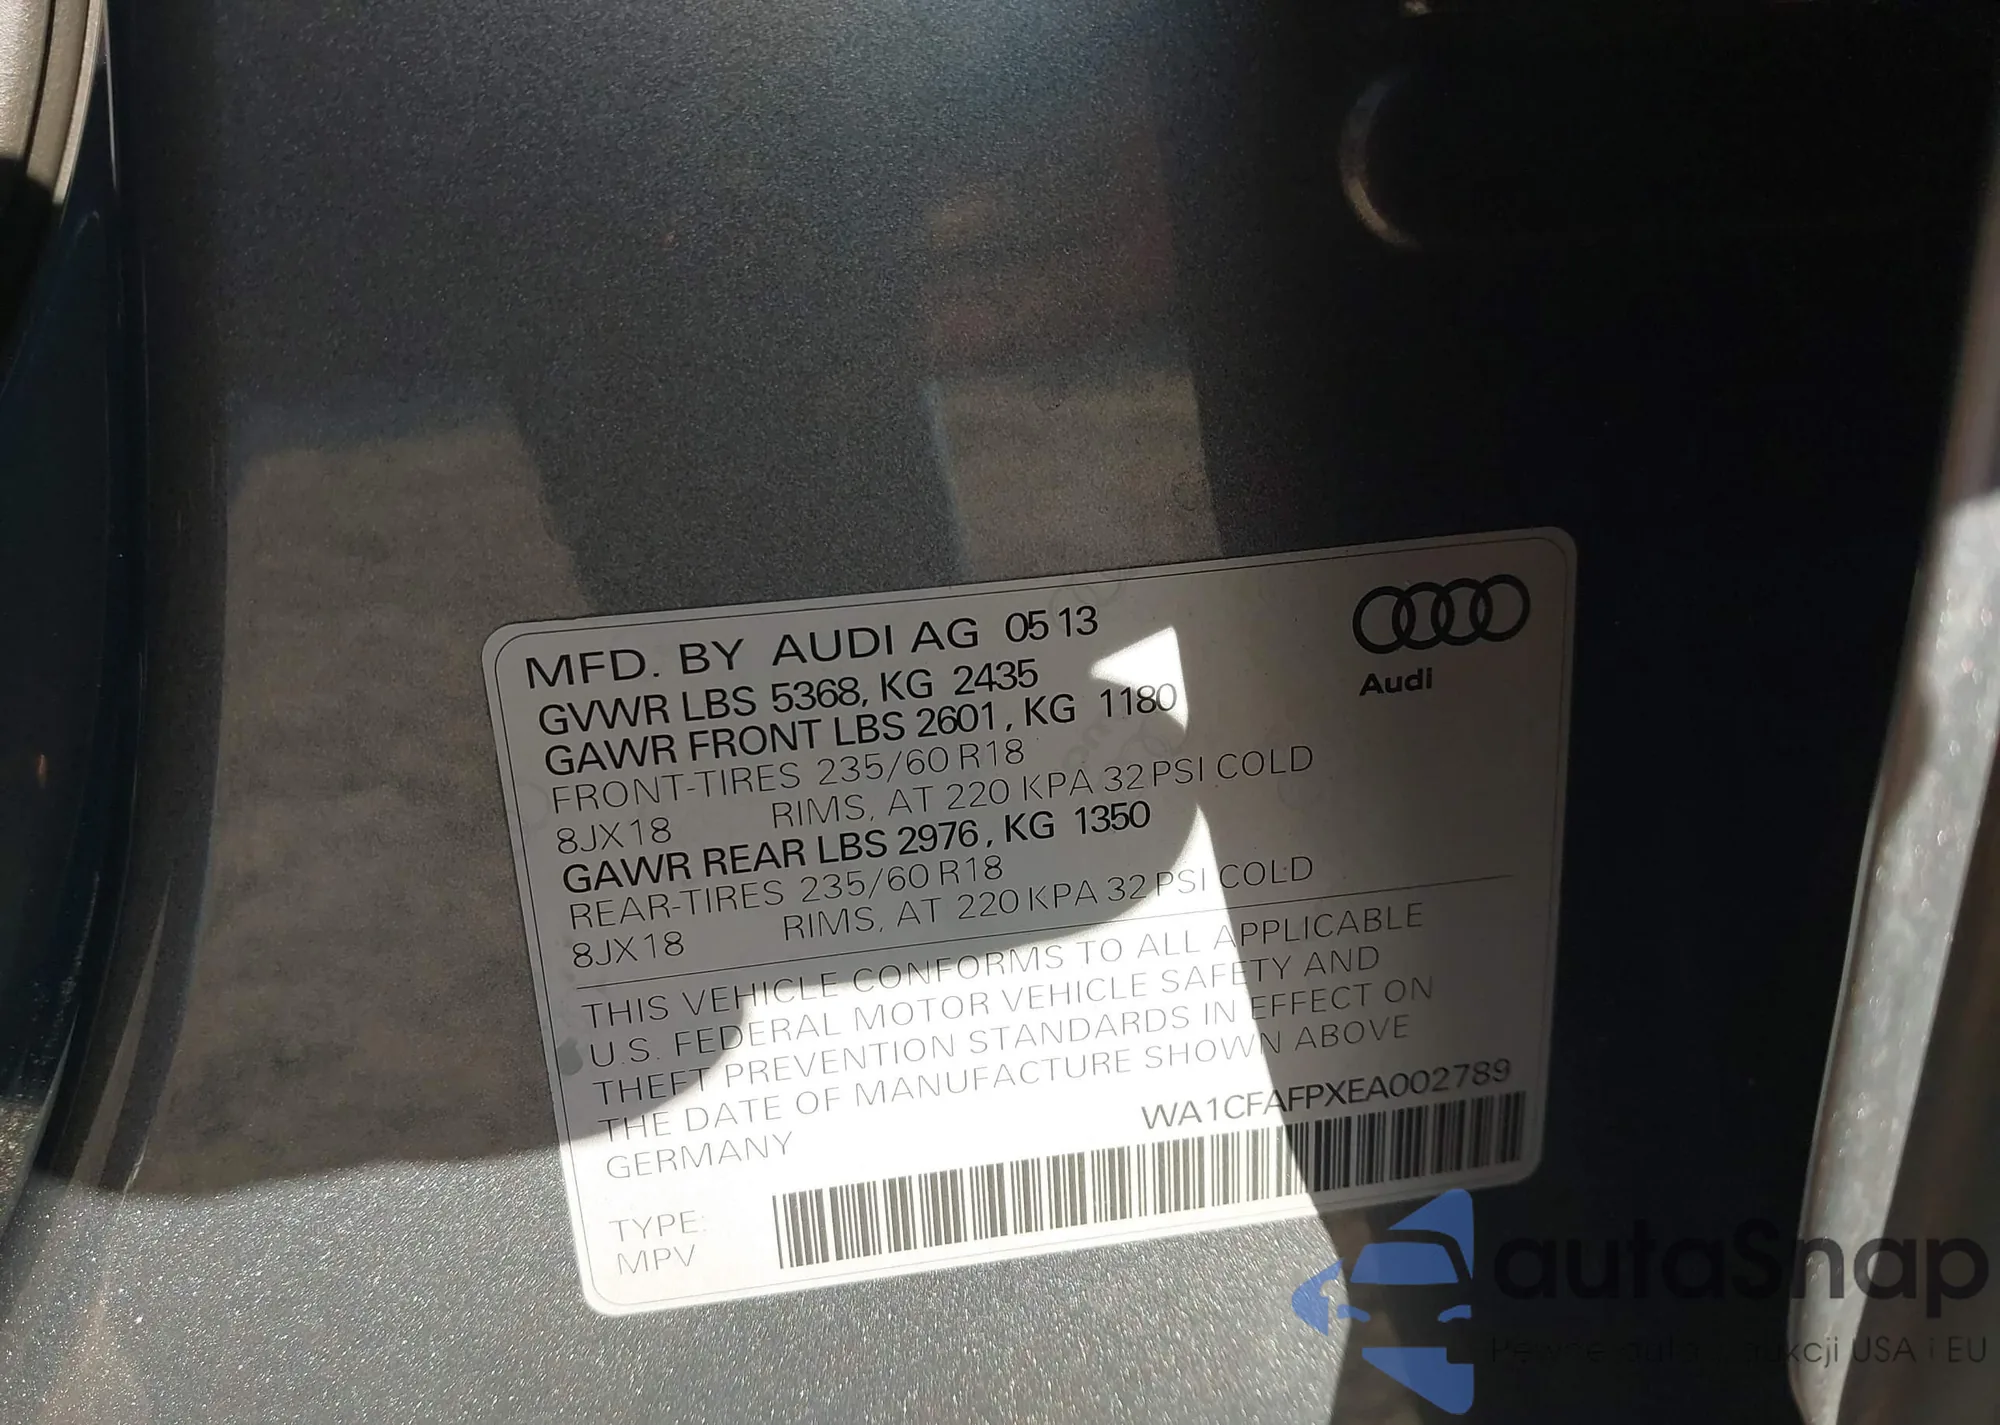 MFD. BY AUDI AG 05 13
GVWR LBS 5368, KG 2435
GAWR FRONT LBS 2601, KG 1180
FRONT-TIRES 235/60 R18
8JX18 RIMS, AT 220 KPA 32 PSI COLD
GAWR REAR LBS 2976, KG 1350
REAR-TIRES 235/60 R18
8JX18 RIMS, AT 220 KPA 32 PSI COLD
Audi
THIS VEHICLE CONFORMS TO ALL APPLICABLE
U.S. FEDERAL MOTOR VEHICLE SAFETY AND
THEFT PREVENTION STANDARDS IN EFFECT ON
THE DATE OF MANUFACTURE SHOWN ABOVE
GERMANY
WA1CFAFPXEA002789
TYPE:
MPV
autaSnap
USA i EU